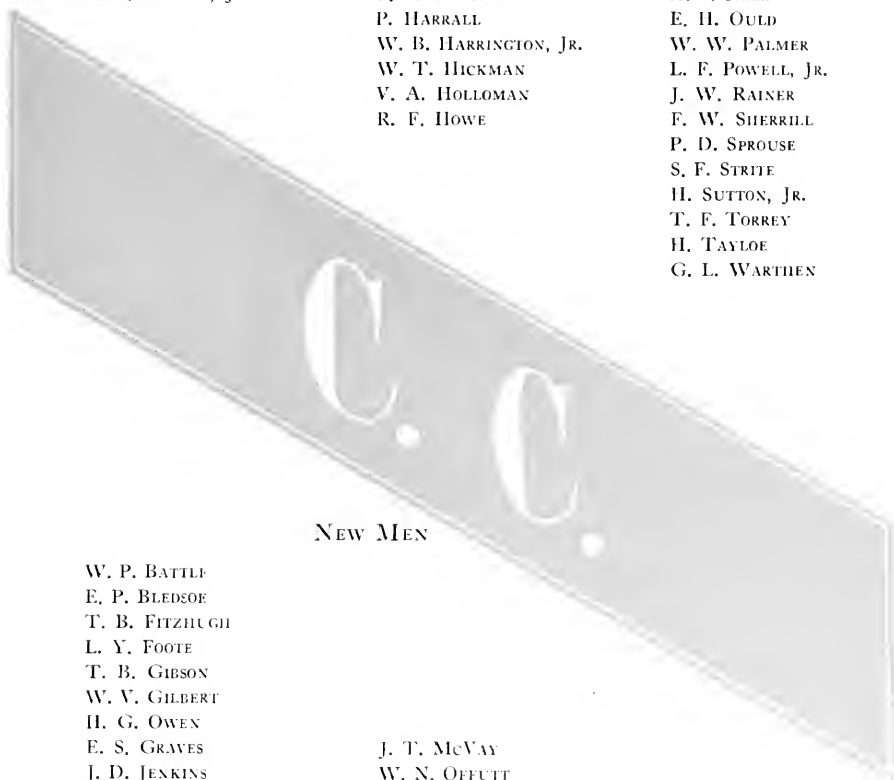 P. HARRALL
W. B. HARRINGTON, JR.
W. T. HICKMAN
V. A. HOLLOMAN
R. F. HOWE
E. H. OULD
W. W. PALMER
L. F. POWELL, JR.
J. W. RAINER
F. W. SHERRILL
P. D. SPROUSE
S. F. STRITE
H. SUTTON, JR.
T. F. TORREY
H. TAYLOE
G. L. WARTHEN
C. C.
NEW MEN
W. P. BATTLE
E. P. BLEDSOE
T. B. FITZHUGH
L. Y. FOOTE
T. B. GIBSON
W. V. GILBERT
H. G. OWEN
E. S. GRAVES
J. D. JENKINS
J. T. MCVAY
W. N. OFFUTT